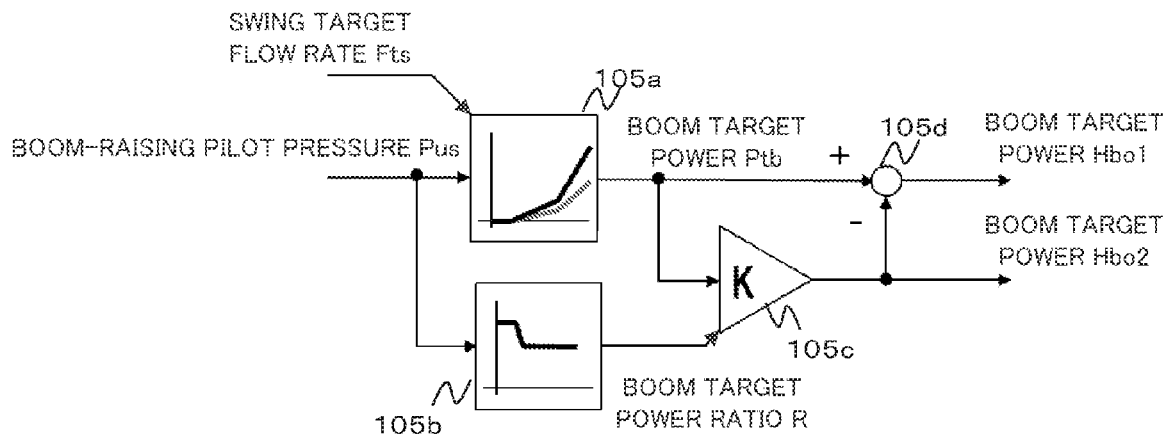 SWING TARGET
FLOW RATE Fts
105a
BOOM-RAISING PILOT PRESSURE Pus
BOOM TARGET
POWER Ptb
+
105d
BOOM TARGET
POWER Hbo1
-
BOOM TARGET
POWER Hbo2
K
105c
105b
BOOM TARGET
POWER RATIO R